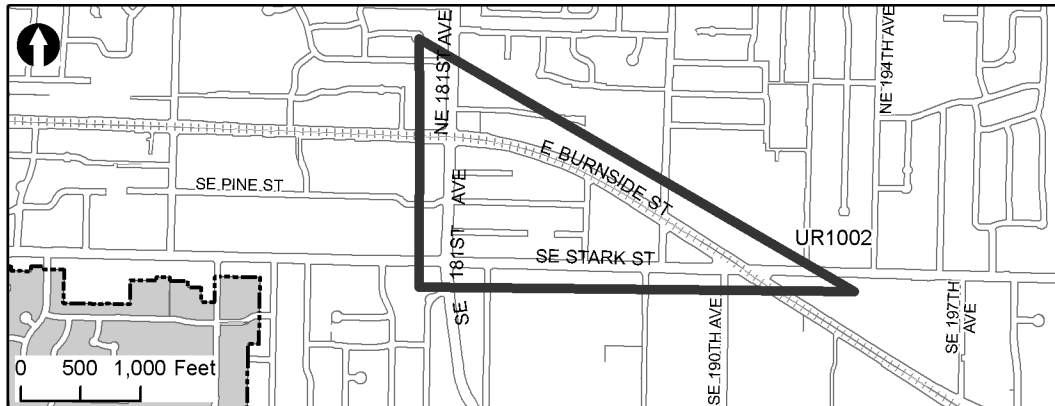 NE 181ST AVE
NE 194TH AVE
E BURNSIDE ST
SE PINE ST
SE 181ST AVE
UR1002
SE STARK ST
SE 190TH AVE
SE 197TH
AVE
0 500 1,000 Feet